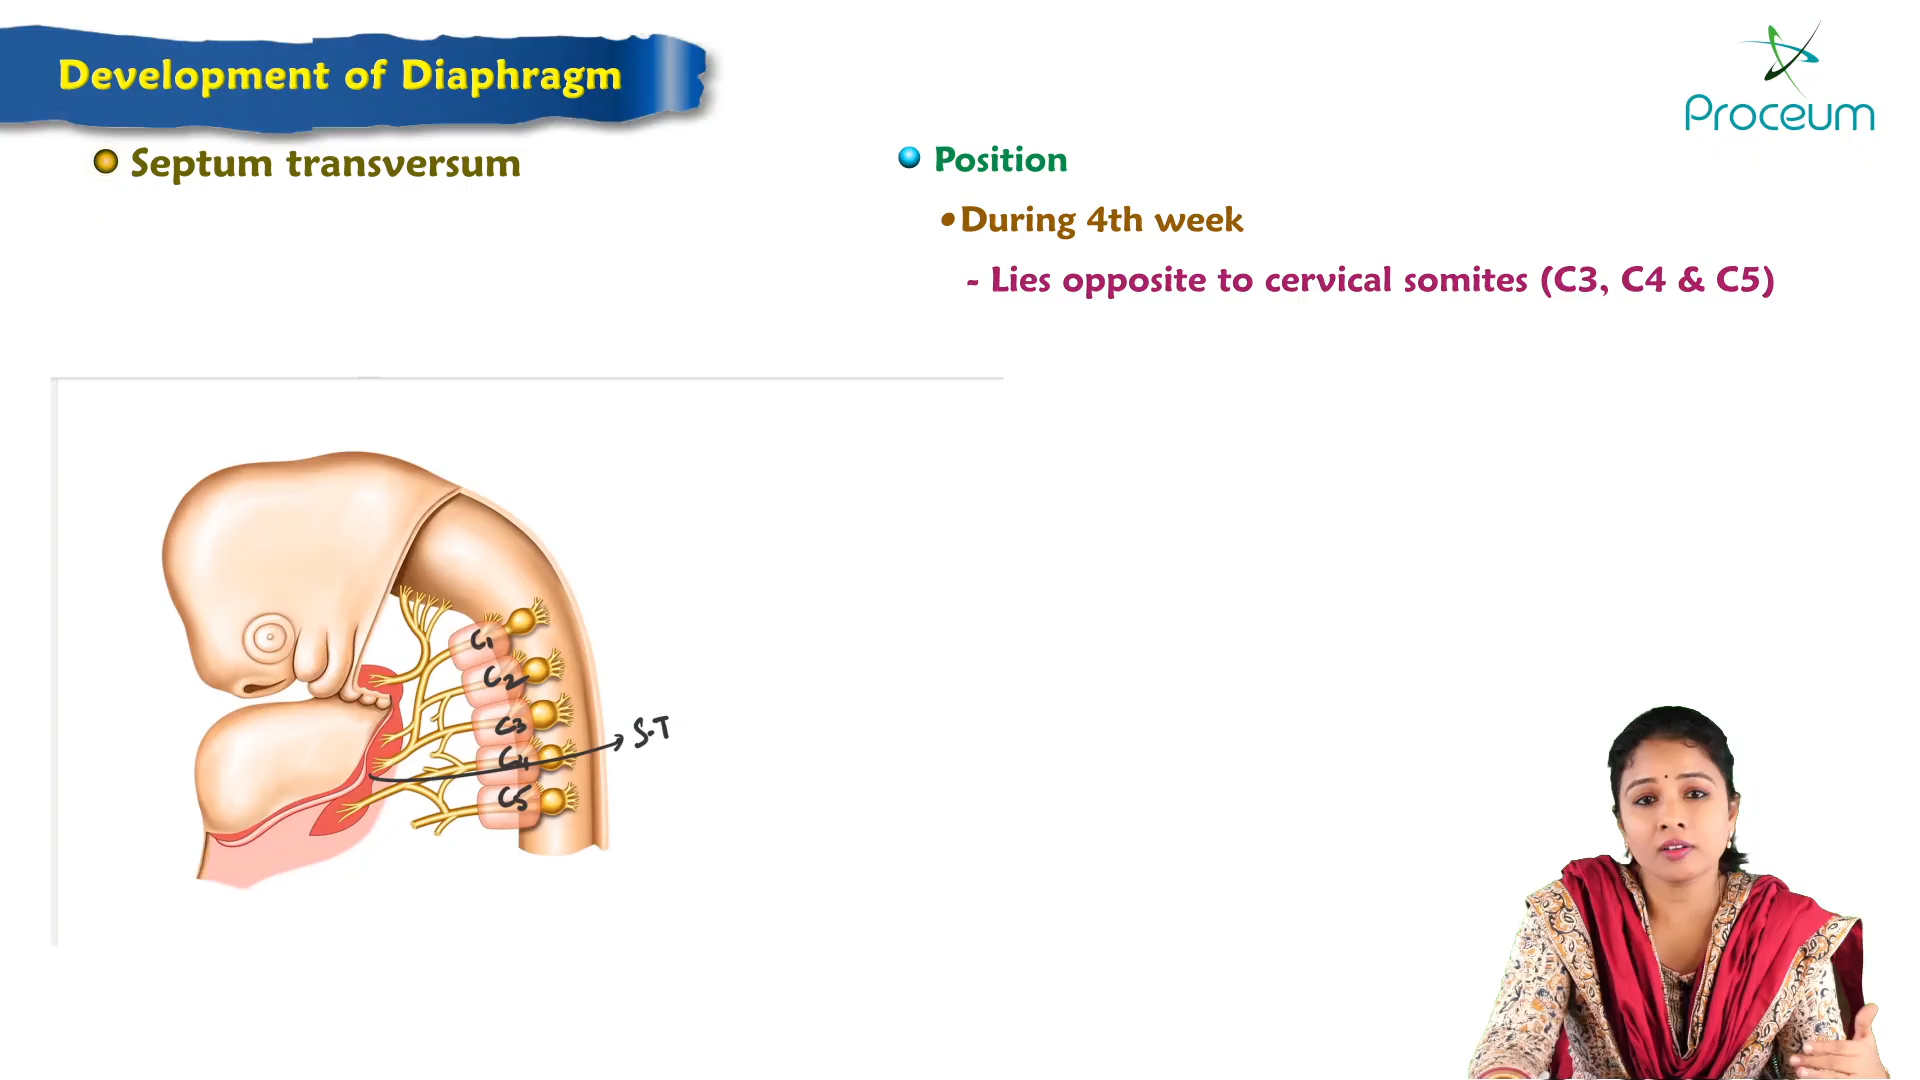 Development of Diaphragm
Proceum
Septum transversum
Position
•During 4th week
- Lies opposite to cervical somites (C3, C4 & C5)
C1
C2
C3
C4
C5
S.T